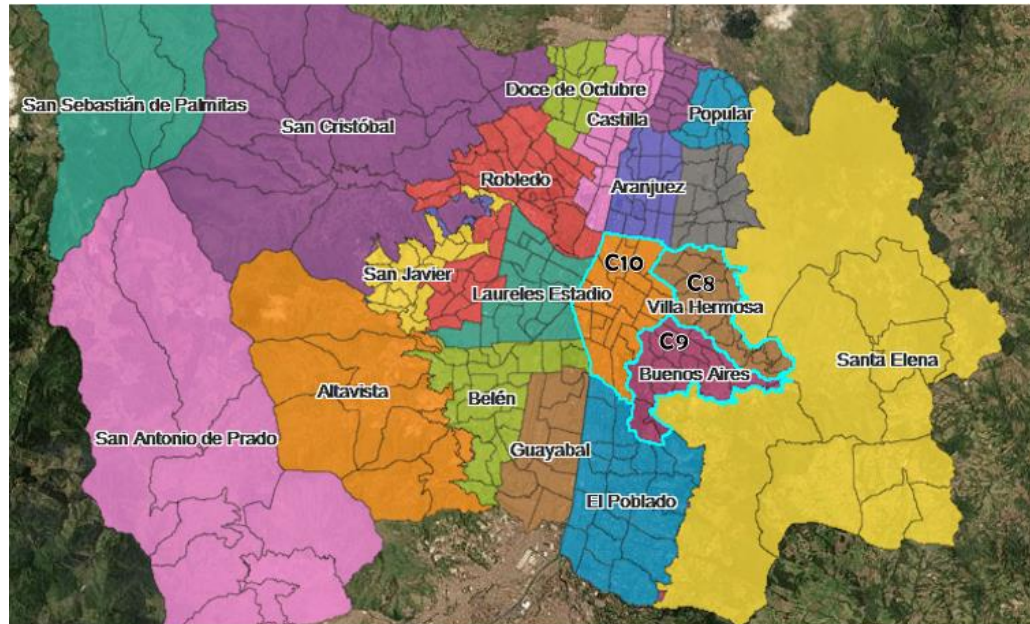 Doce de Octubre
San Sebastián de Palmitas
Castilla
Popular
San Cristóbal
Robledo
Aranjuez
C10
San Javier
C8
Laureles Estadio
Villa Hermosa
C9
Santa Elena
Buenos Aires
Altavista
Belén
San Antonio de Prado
Guayabal
El Poblado